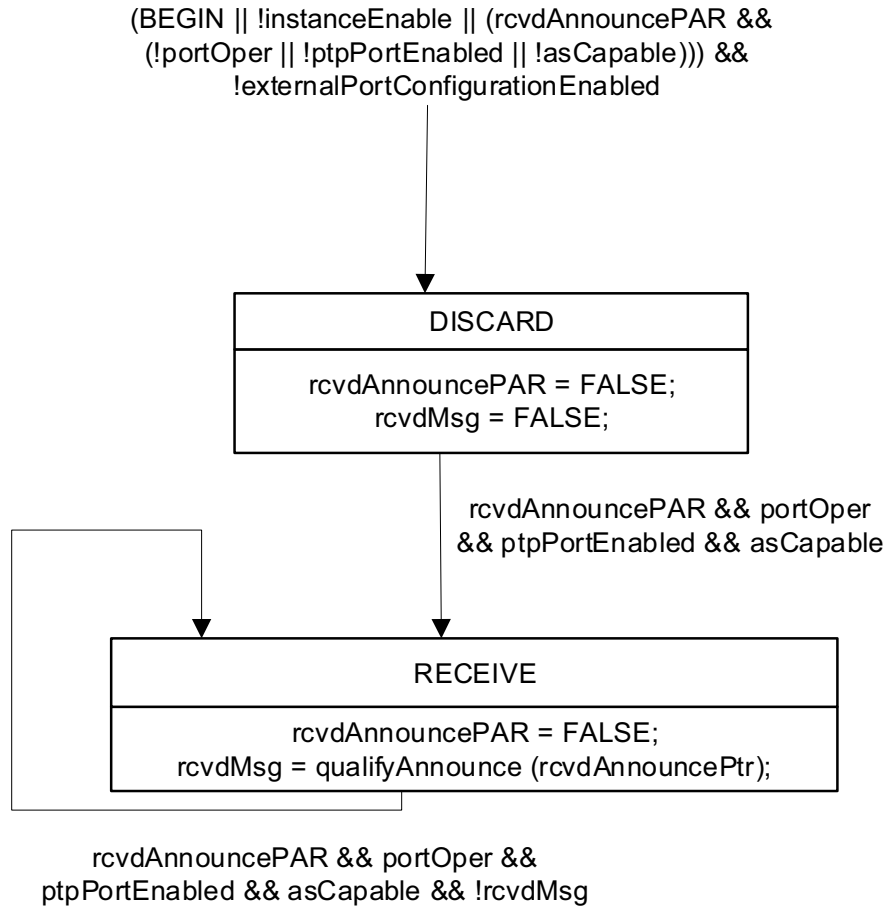 (BEGIN || !instanceEnable || (rcvdAnnouncePAR &&
(!portOper || !ptpPortEnabled || !asCapable))) &&
!externalPortConfigurationEnabled
DISCARD
rcvdAnnouncePAR = FALSE;
rcvdMsg = FALSE;
rcvdAnnouncePAR && portOper
&& ptpPortEnabled && asCapable
RECEIVE
rcvdAnnouncePAR = FALSE;
rcvdMsg = qualifyAnnounce (rcvdAnnouncePtr);
rcvdAnnouncePAR && portOper &&
ptpPortEnabled && asCapable && !rcvdMsg